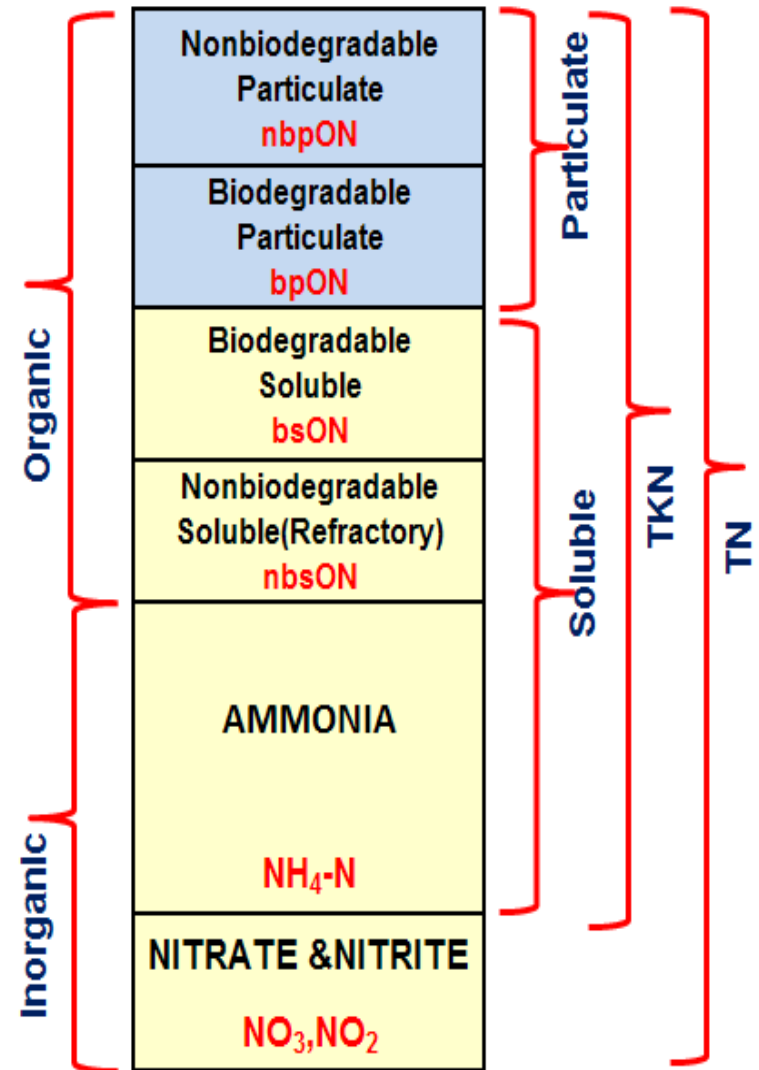 Nonbiodegradable
Particulate
nbpON
Biodegradable
Particulate
bpON
Biodegradable
Soluble
bsON
Nonbiodegradable
Soluble(Refractory)
nbsON
AMMONIA
NH₄-N
NITRATE &NITRITE
NO₃,NO₂
Organic
Inorganic
Particulate
Soluble
TKN
TN